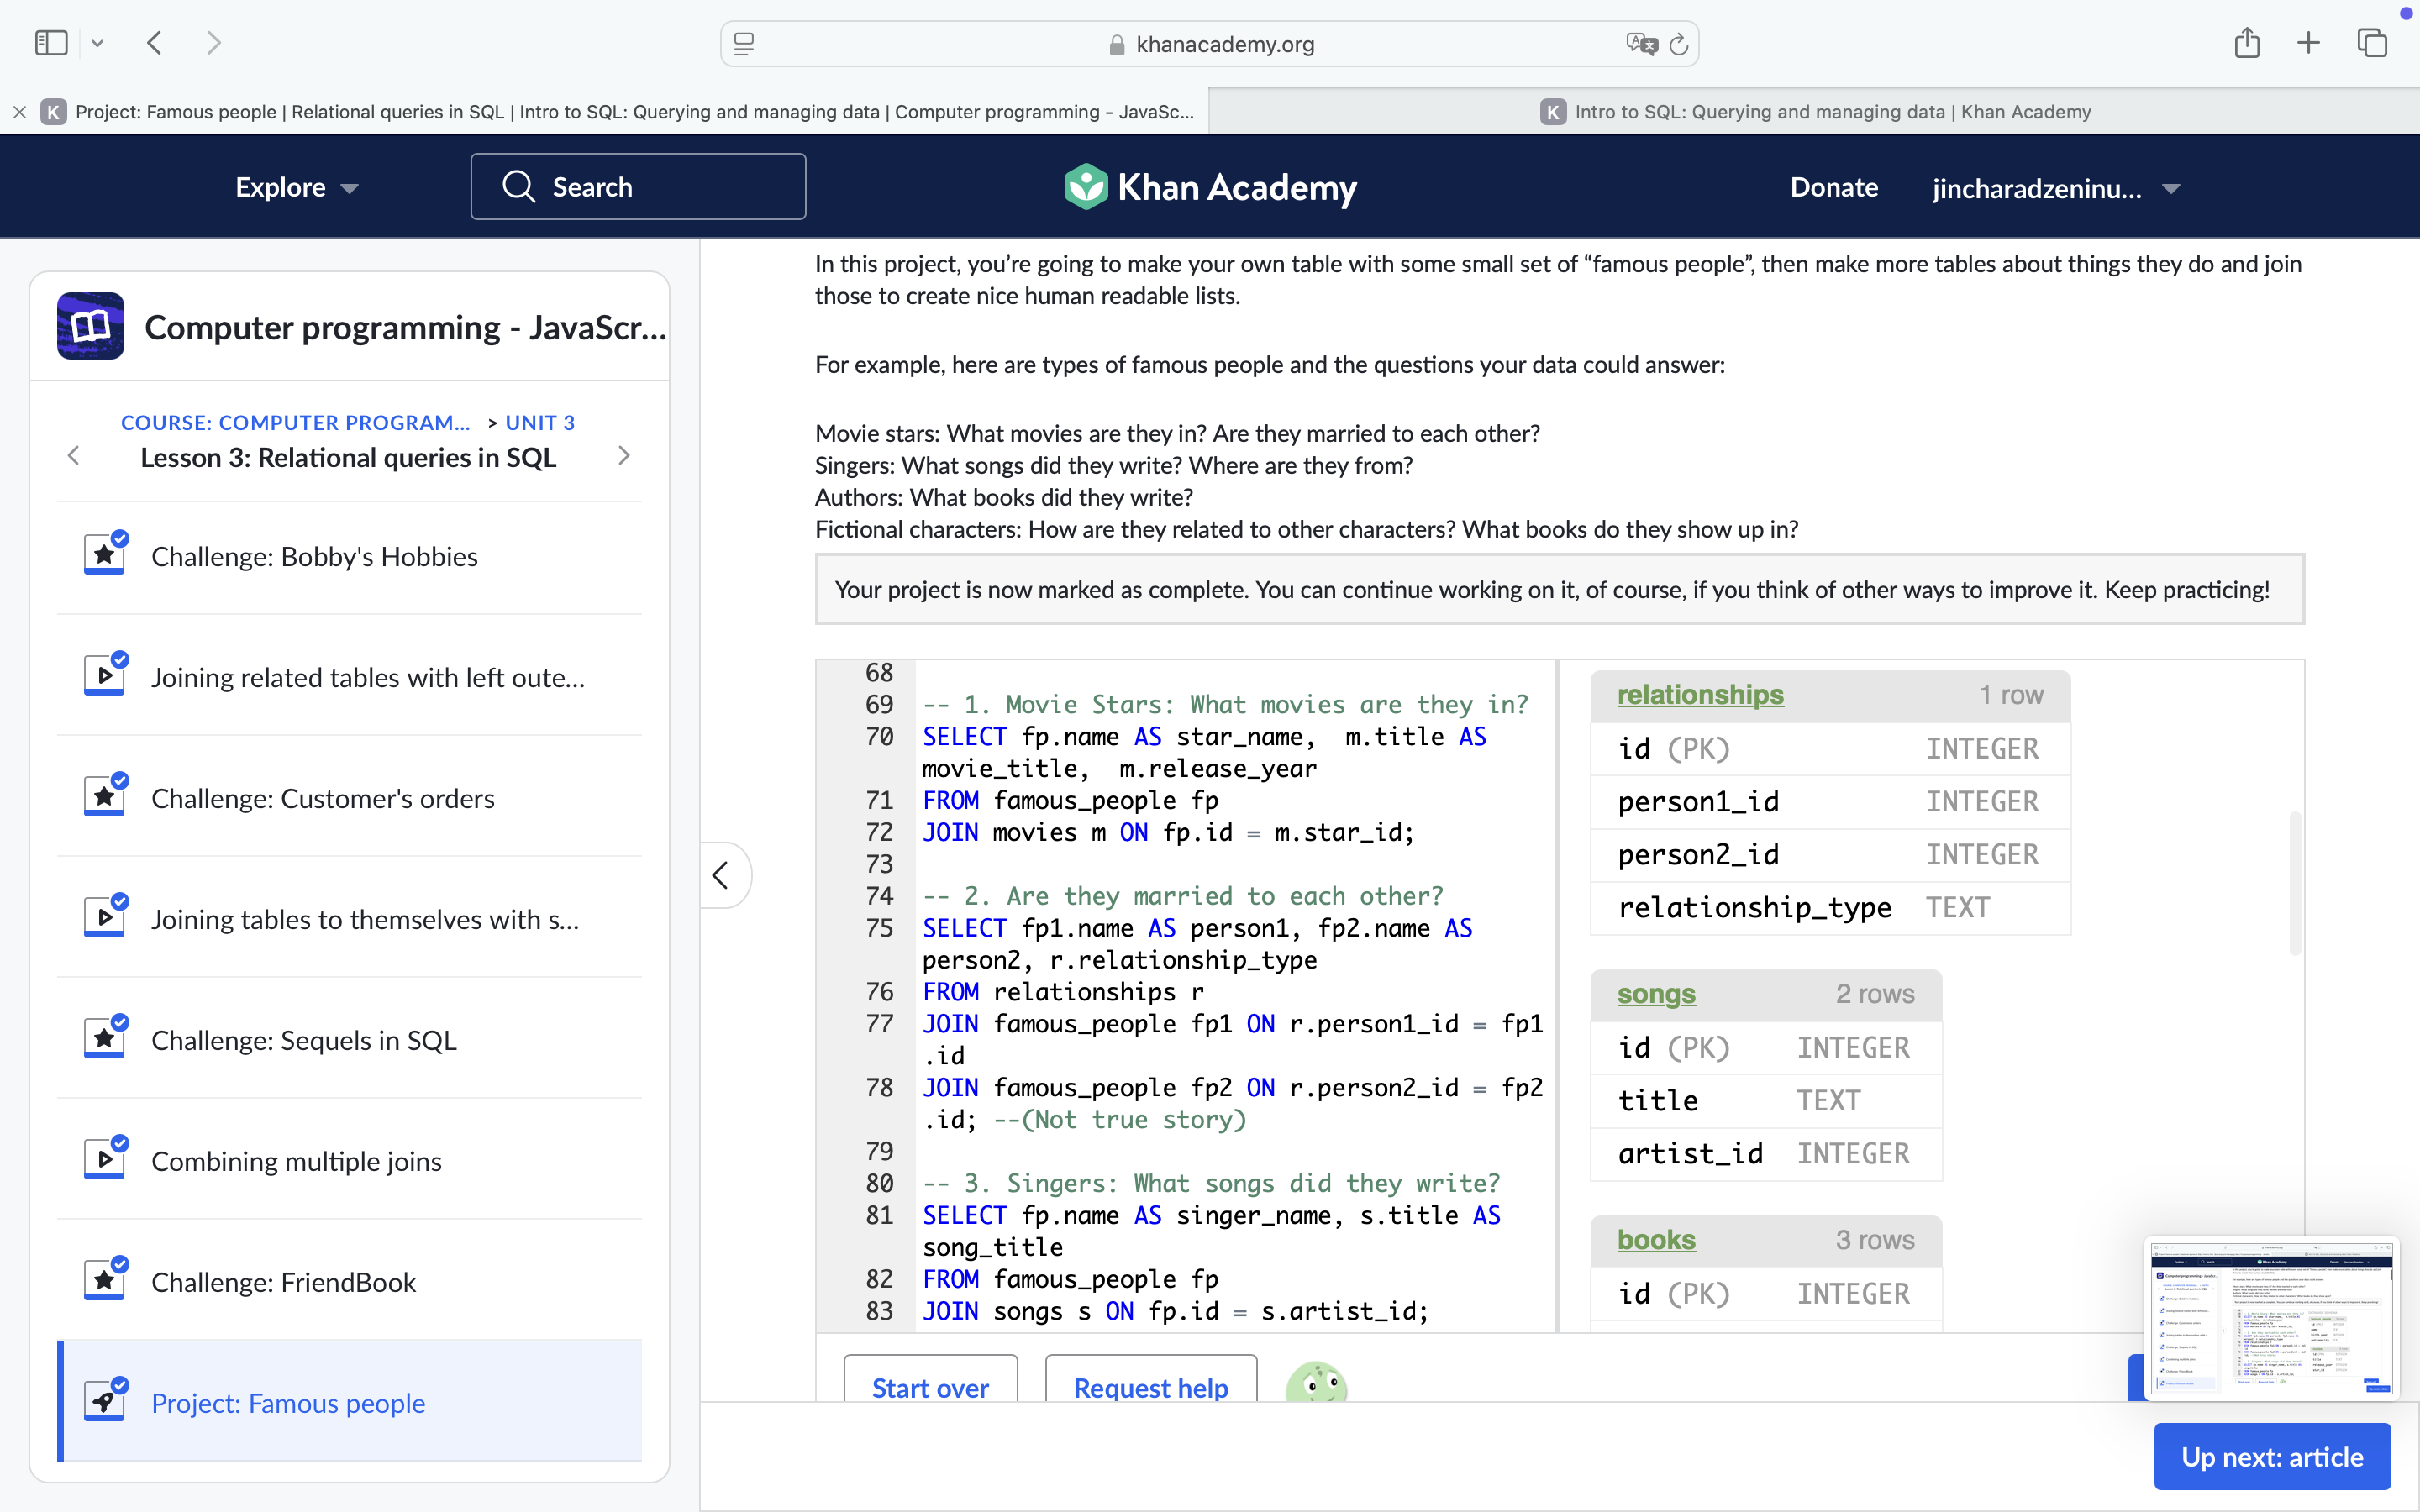 khanacademy.org
K Project: Famous people | Relational queries in SQL | Intro to SQL: Querying and managing data | Computer programming - JavaSc...
K Intro to SQL: Querying and managing data | Khan Academy
Explore
Search
Khan Academy
Donate
jincharadzeninu...
Computer programming - JavaScr...
COURSE: COMPUTER PROGRAM... > UNIT 3
Lesson 3: Relational queries in SQL
Challenge: Bobby's Hobbies
Joining related tables with left oute...
Challenge: Customer's orders
Joining tables to themselves with s...
Challenge: Sequels in SQL
Combining multiple joins
Challenge: FriendBook
Project: Famous people
In this project, you’re going to make your own table with some small set of “famous people”, then make more tables about things they do and join
those to create nice human readable lists.
For example, here are types of famous people and the questions your data could answer:
Movie stars: What movies are they in? Are they married to each other?
Singers: What songs did they write? Where are they from?
Authors: What books did they write?
Fictional characters: How are they related to other characters? What books do they show up in?
Your project is now marked as complete. You can continue working on it, of course, if you think of other ways to improve it. Keep practicing!
68
69 -- 1. Movie Stars: What movies are they in?
70 SELECT fp.name AS star_name,  m.title AS
movie_title,  m.release_year
71 FROM famous_people fp
72 JOIN movies m ON fp.id = m.star_id;
73
74 -- 2. Are they married to each other?
75 SELECT fp1.name AS person1, fp2.name AS
person2, r.relationship_type
76 FROM relationships r
77 JOIN famous_people fp1 ON r.person1_id = fp1
.id
78 JOIN famous_people fp2 ON r.person2_id = fp2
.id; --(Not true story)
79
80 -- 3. Singers: What songs did they write?
81 SELECT fp.name AS singer_name, s.title AS
song_title
82 FROM famous_people fp
83 JOIN songs s ON fp.id = s.artist_id;
relationships 1 row
id (PK) INTEGER
person1_id INTEGER
person2_id INTEGER
relationship_type TEXT
songs 2 rows
id (PK) INTEGER
title TEXT
artist_id INTEGER
books 3 rows
id (PK) INTEGER
Start over
Request help
Up next: article